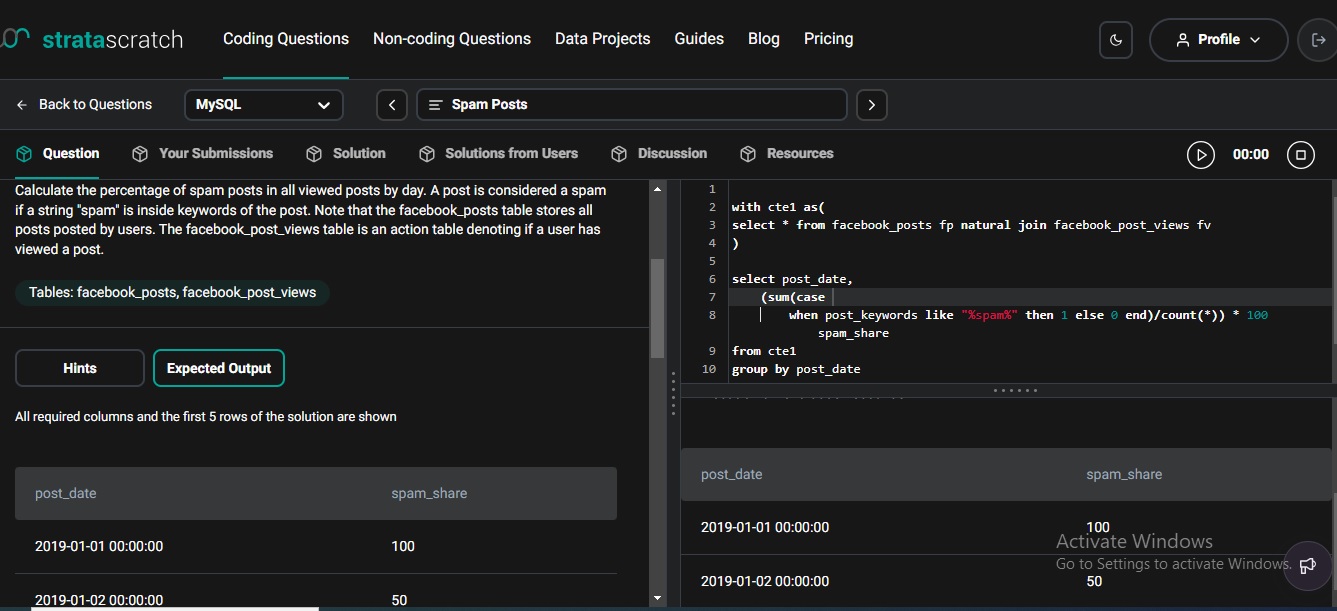 stratascratch
Coding Questions
Non-coding Questions
Data Projects
Guides
Blog
Pricing
Profile
Back to Questions
MySQL
Spam Posts
Question
Your Submissions
Solution
Solutions from Users
Discussion
Resources
00:00
Calculate the percentage of spam posts in all viewed posts by day. A post is considered a spam
if a string "spam" is inside keywords of the post. Note that the facebook_posts table stores all
posts posted by users. The facebook_post_views table is an action table denoting if a user has
viewed a post.
Tables: facebook_posts, facebook_post_views
Hints
Expected Output
All required columns and the first 5 rows of the solution are shown
post_date spam_share
2019-01-01 00:00:00 100
2019-01-02 00:00:00 50
1
2 with cte1 as(
3 select * from facebook_posts fp natural join facebook_post_views fv
4 )
5
6 select post_date,
7 (sum(case
8 when post_keywords like "%spam%" then 1 else 0 end)/count(*)) * 100
spam_share
9 from cte1
10 group by post_date
post_date spam_share
2019-01-01 00:00:00 100
2019-01-02 00:00:00 50
Activate Windows
Go to Settings to activate Windows.